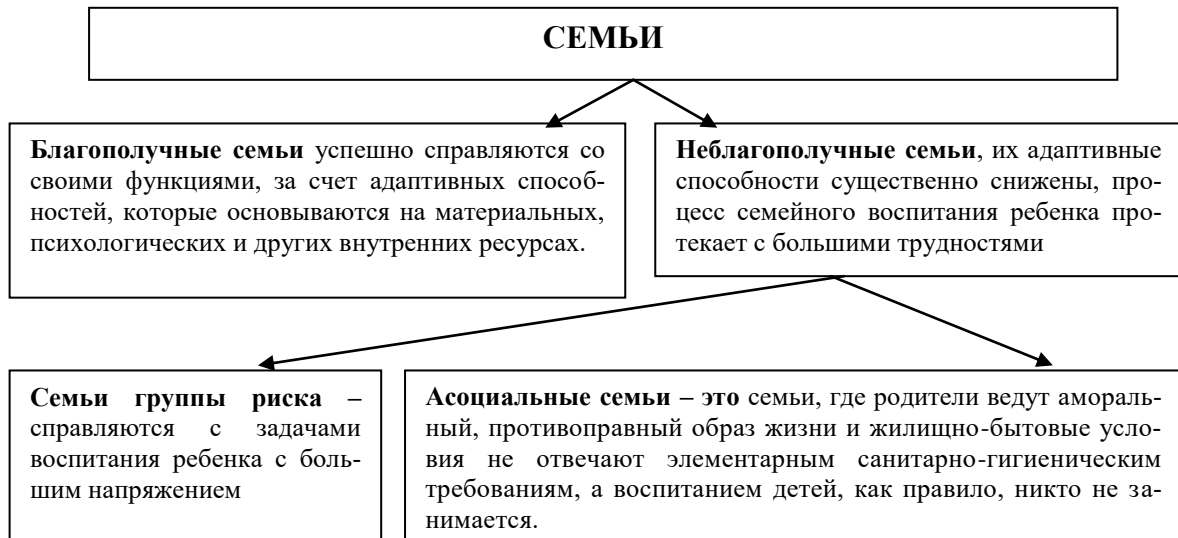 СЕМЬИ
Благополучные семьи успешно справляются со
своими функциями, за счет адаптивных способ-
ностей, которые основываются на материальных,
психологических и других внутренних ресурсах.
Неблагополучные семьи, их адаптивные
способности существенно снижены, про-
цесс семейного воспитания ребенка про-
текает с большими трудностями
Семьи группы риска –
справляются с задачами
воспитания ребенка с боль-
шим напряжением
Асоциальные семьи – это семьи, где родители ведут амораль-
ный, противоправный образ жизни и жилищно-бытовые усло-
вия не отвечают элементарным санитарно-гигиеническим
требованиям, а воспитанием детей, как правило, никто не за-
нимается.